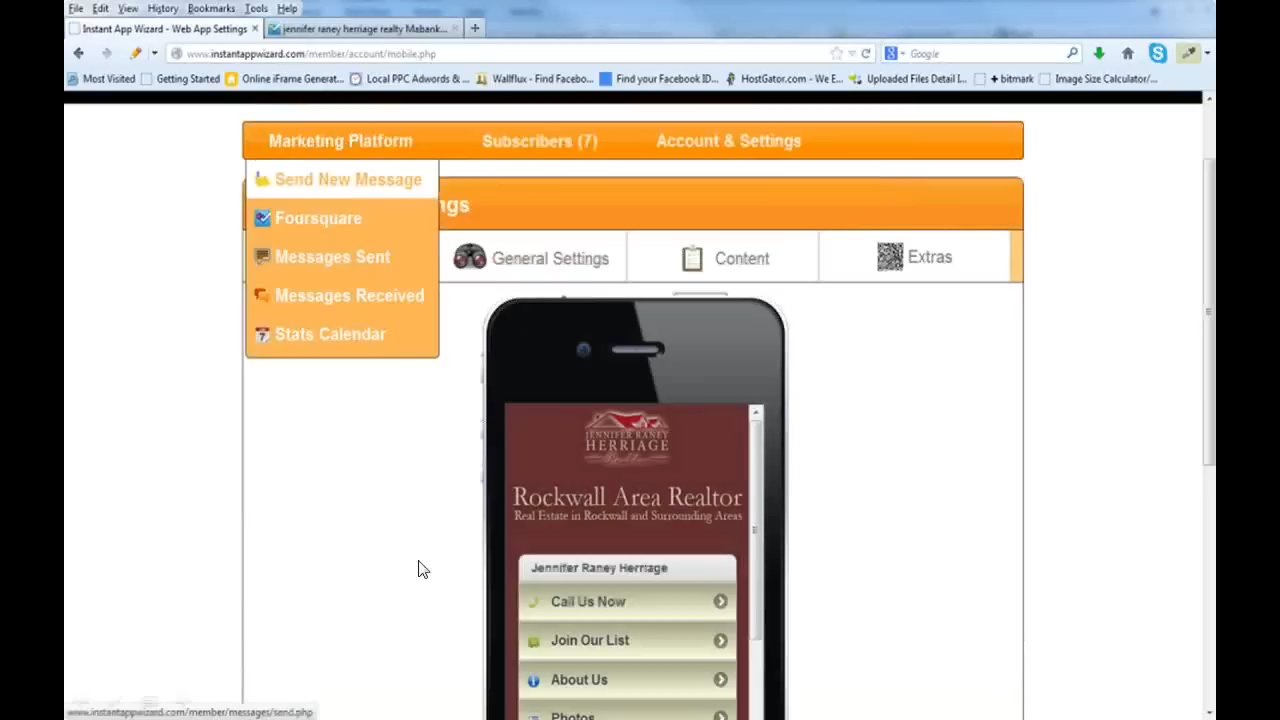 File Edit View History Bookmarks Tools Help
Instant App Wizard - Web App Settings × jennifer raney herriage realty Mabank,... × +
www.instantappwizard.com/member/account/mobile.php Google
Most Visited Getting Started Online iFrame Generat... Local PPC Adwords & ... Wallflux - Find Facebo... Find your Facebook ID... HostGator.com - We E... Uploaded Files Detail I... + bitmark Image Size Calculator/...
Marketing Platform Subscribers (7) Account & Settings
Send New Message
ngs
Foursquare
General Settings Content Extras
Messages Sent
Messages Received
Stats Calendar
JENNIFER RANEY
HERRIAGE
Rockwall Area Realtor
Real Estate in Rockwall and Surrounding Areas
Jennifer Raney Herriage
Call Us Now
Join Our List
About Us
Photos
www.instantappwizard.com/member/messages/send.php